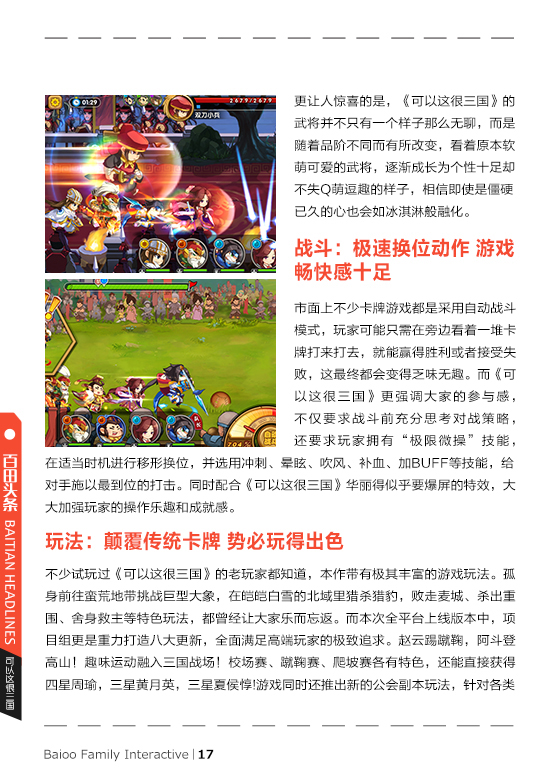 01:29
2679/2679
双刀小兵
更让人惊喜的是，《可以这很三国》的
武将并不只有一个样子那么无聊，而是
随着品阶不同而有所改变，看着原本软
萌可爱的武将，逐渐成长为个性十足却
不失Q萌逗趣的样子，相信即使是僵硬
已久的心也会如冰淇淋般融化。
战斗：极速换位动作 游戏
畅快感十足
市面上不少卡牌游戏都是采用自动战斗
模式，玩家可能只需在旁边看着一堆卡
牌打来打去，就能赢得胜利或者接受失
败，这最终都会变得乏味无趣。而《可
以这很三国》更强调大家的参与感，
不仅要求战斗前充分思考对战策略，
还要求玩家拥有“极限微操”技能，
在适当时机进行移形换位，并选用冲刺、晕眩、吹风、补血、加BUFF等技能，给
对手施以最到位的打击。同时配合《可以这很三国》华丽得似乎要爆屏的特效，大
大加强玩家的操作乐趣和成就感。
玩法：颠覆传统卡牌 势必玩得出色
不少试玩过《可以这很三国》的老玩家都知道，本作带有极其丰富的游戏玩法。孤
身前往蛮荒地带挑战巨型大象，在皑皑白雪的北域里猎杀猎豹，败走麦城、杀出重
围、舍身救主等特色玩法，都曾经让大家乐而忘返。而本次全平台上线版本中，项
目组更是重力打造八大更新，全面满足高端玩家的极致追求。赵云踢蹴鞠，阿斗登
高山！趣味运动融入三国战场！校场赛、蹴鞠赛、爬坡赛各有特色，还能直接获得
四星周瑜，三星黄月英，三星夏侯惇!游戏同时还推出新的公会副本玩法，针对各类
百田头条 BAITIAN HEADLINES
可以这很三国
Baioo Family Interactive | 17